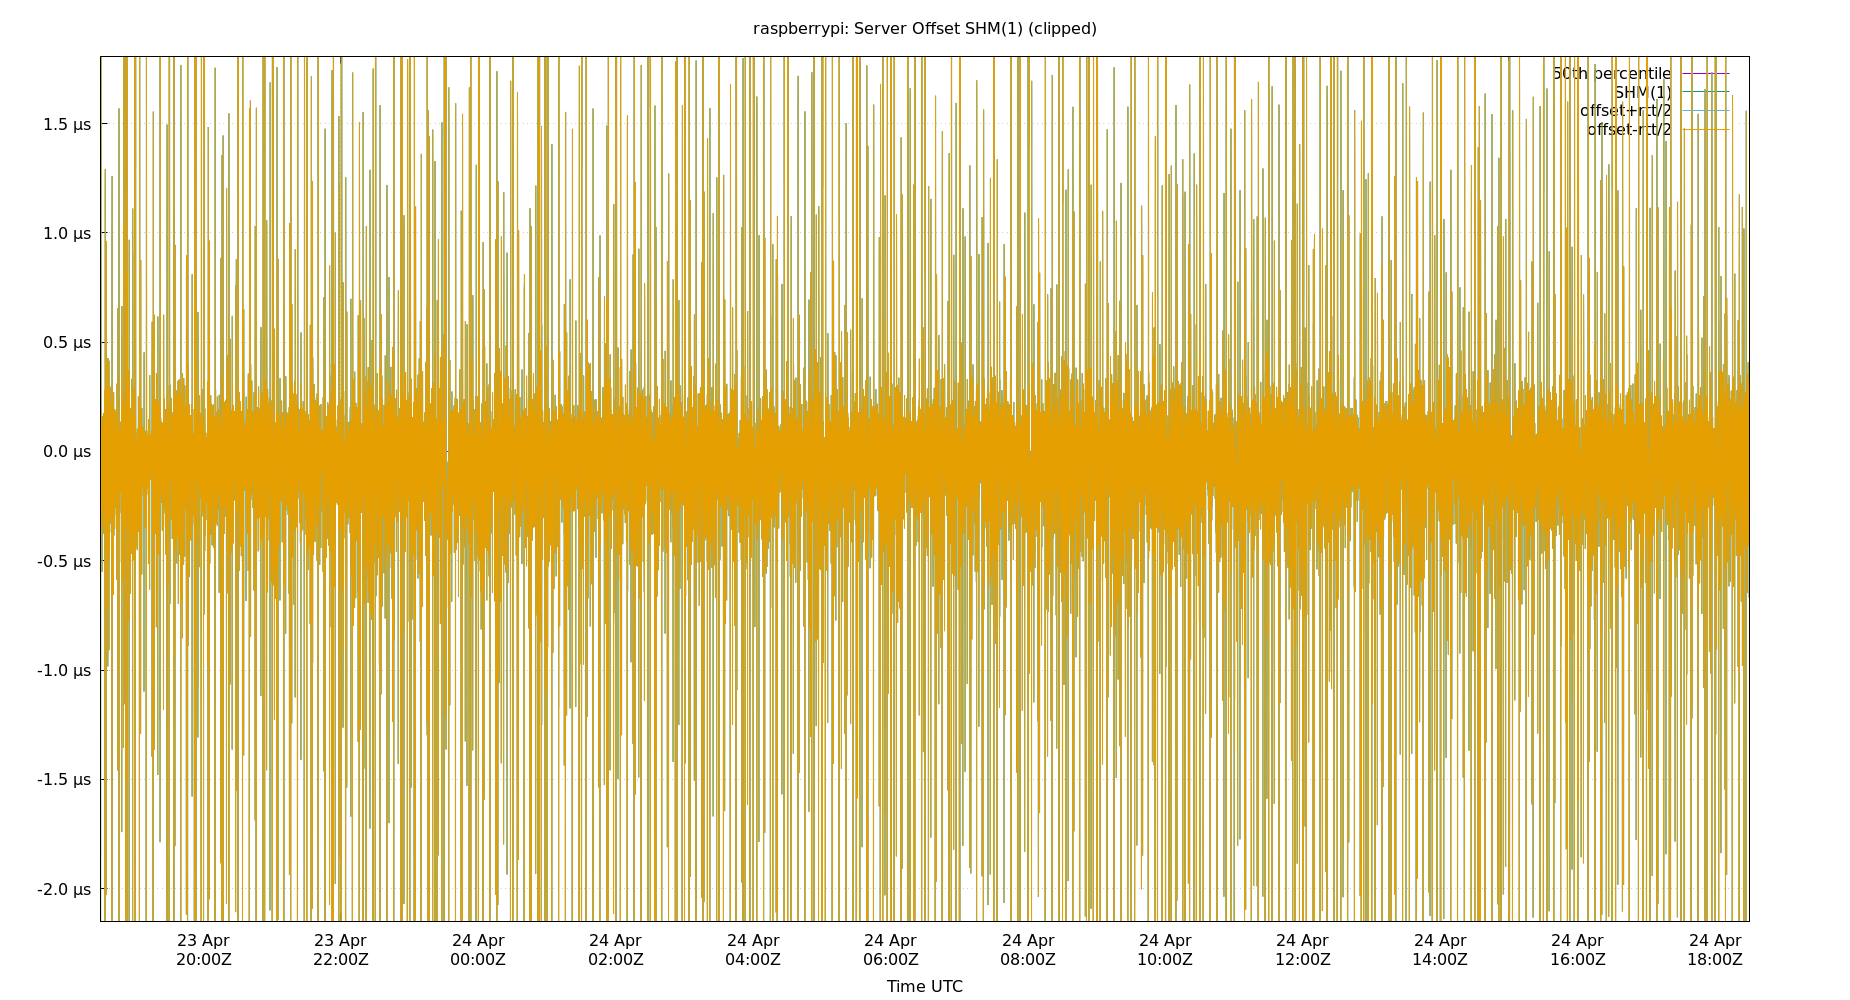 raspberrypi: Server Offset SHM(1) (clipped)
50th percentile
SHM(1)
offset+rtt/2
offset-rtt/2
1.5 µs
1.0 µs
0.5 µs
0.0 µs
-0.5 µs
-1.0 µs
-1.5 µs
-2.0 µs
23 Apr 23 Apr 24 Apr 24 Apr 24 Apr 24 Apr 24 Apr 24 Apr 24 Apr 24 Apr 24 Apr 24 Apr
20:00Z 22:00Z 00:00Z 02:00Z 04:00Z 06:00Z 08:00Z 10:00Z 12:00Z 14:00Z 16:00Z 18:00Z
Time UTC